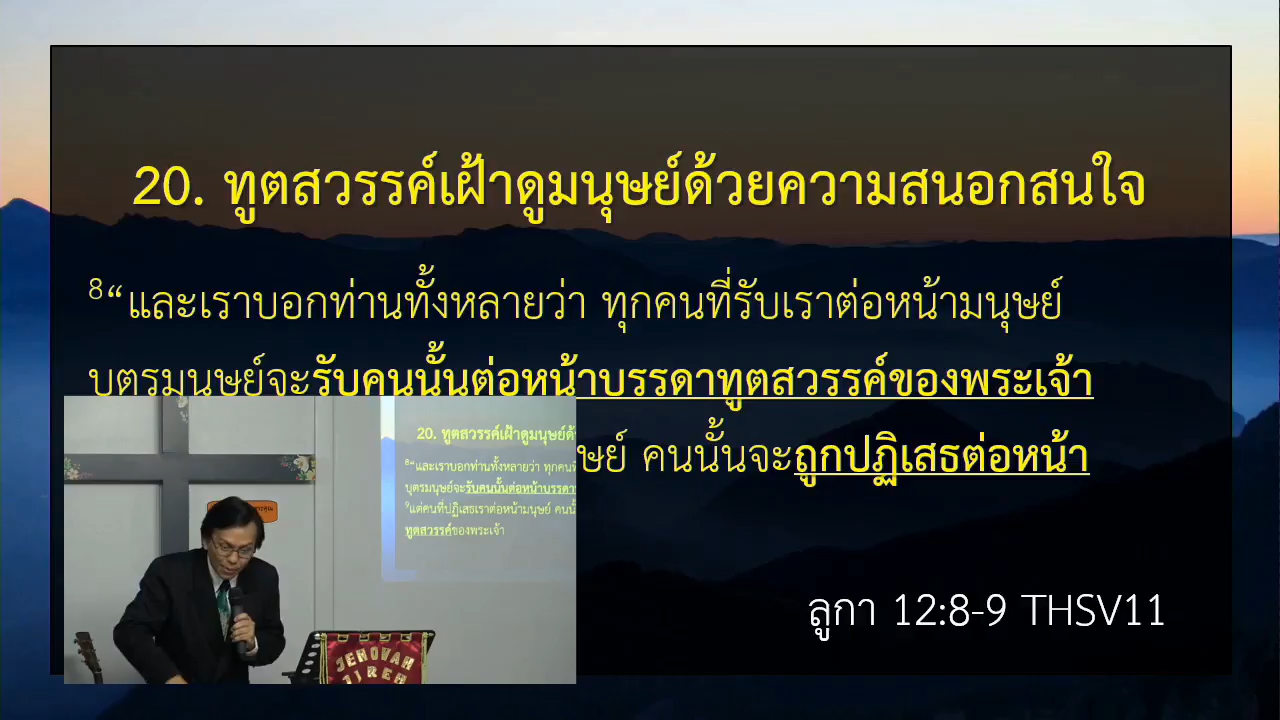 20. ทูตสวรรค์เฝ้าดูมนุษย์ด้วยความสนอกสนใจ
8“และเราบอกท่านทั้งหลายว่า ทุกคนที่รับเราต่อหน้ามนุษย์
บุตรมนุษย์จะรับคนนั้นต่อหน้าบรรดาทูตสวรรค์ของพระเจ้า
ษย์ คนนั้นจะถูกปฏิเสธต่อหน้า
ลูกา 12:8-9 THSV11
20. ทูตสวรรค์เฝ้าดูมนุษย์ด้
8“และเราบอกท่านทั้งหลายว่า ทุกคนที่
บุตรมนุษย์จะรับคนนั้นต่อหน้าบรรดา
9แต่คนที่ปฏิเสธเราต่อหน้ามนุษย์ คนนั้
ทูตสวรรค์ของพระเจ้า
JEHOVAH
JIREH